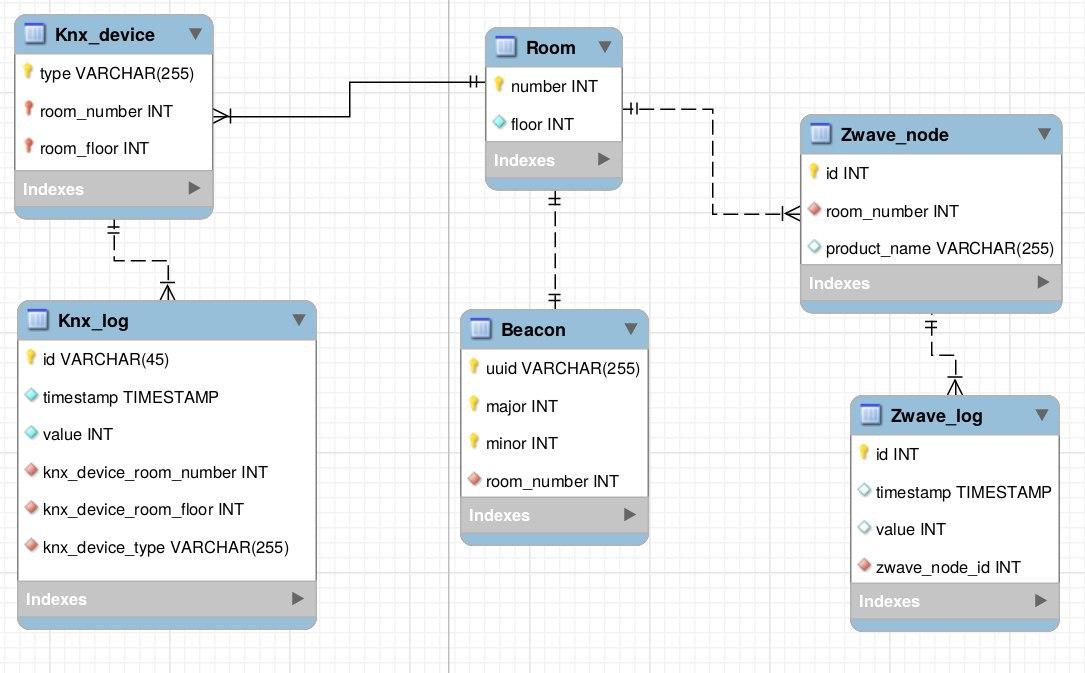 Knx_device
type VARCHAR(255)
room_number INT
room_floor INT
Indexes
Room
number INT
floor INT
Indexes
Zwave_node
id INT
room_number INT
product_name VARCHAR(255)
Indexes
Knx_log
id VARCHAR(45)
timestamp TIMESTAMP
value INT
knx_device_room_number INT
knx_device_room_floor INT
knx_device_type VARCHAR(255)
Indexes
Beacon
uuid VARCHAR(255)
major INT
minor INT
room_number INT
Indexes
Zwave_log
id INT
timestamp TIMESTAMP
value INT
zwave_node_id INT
Indexes